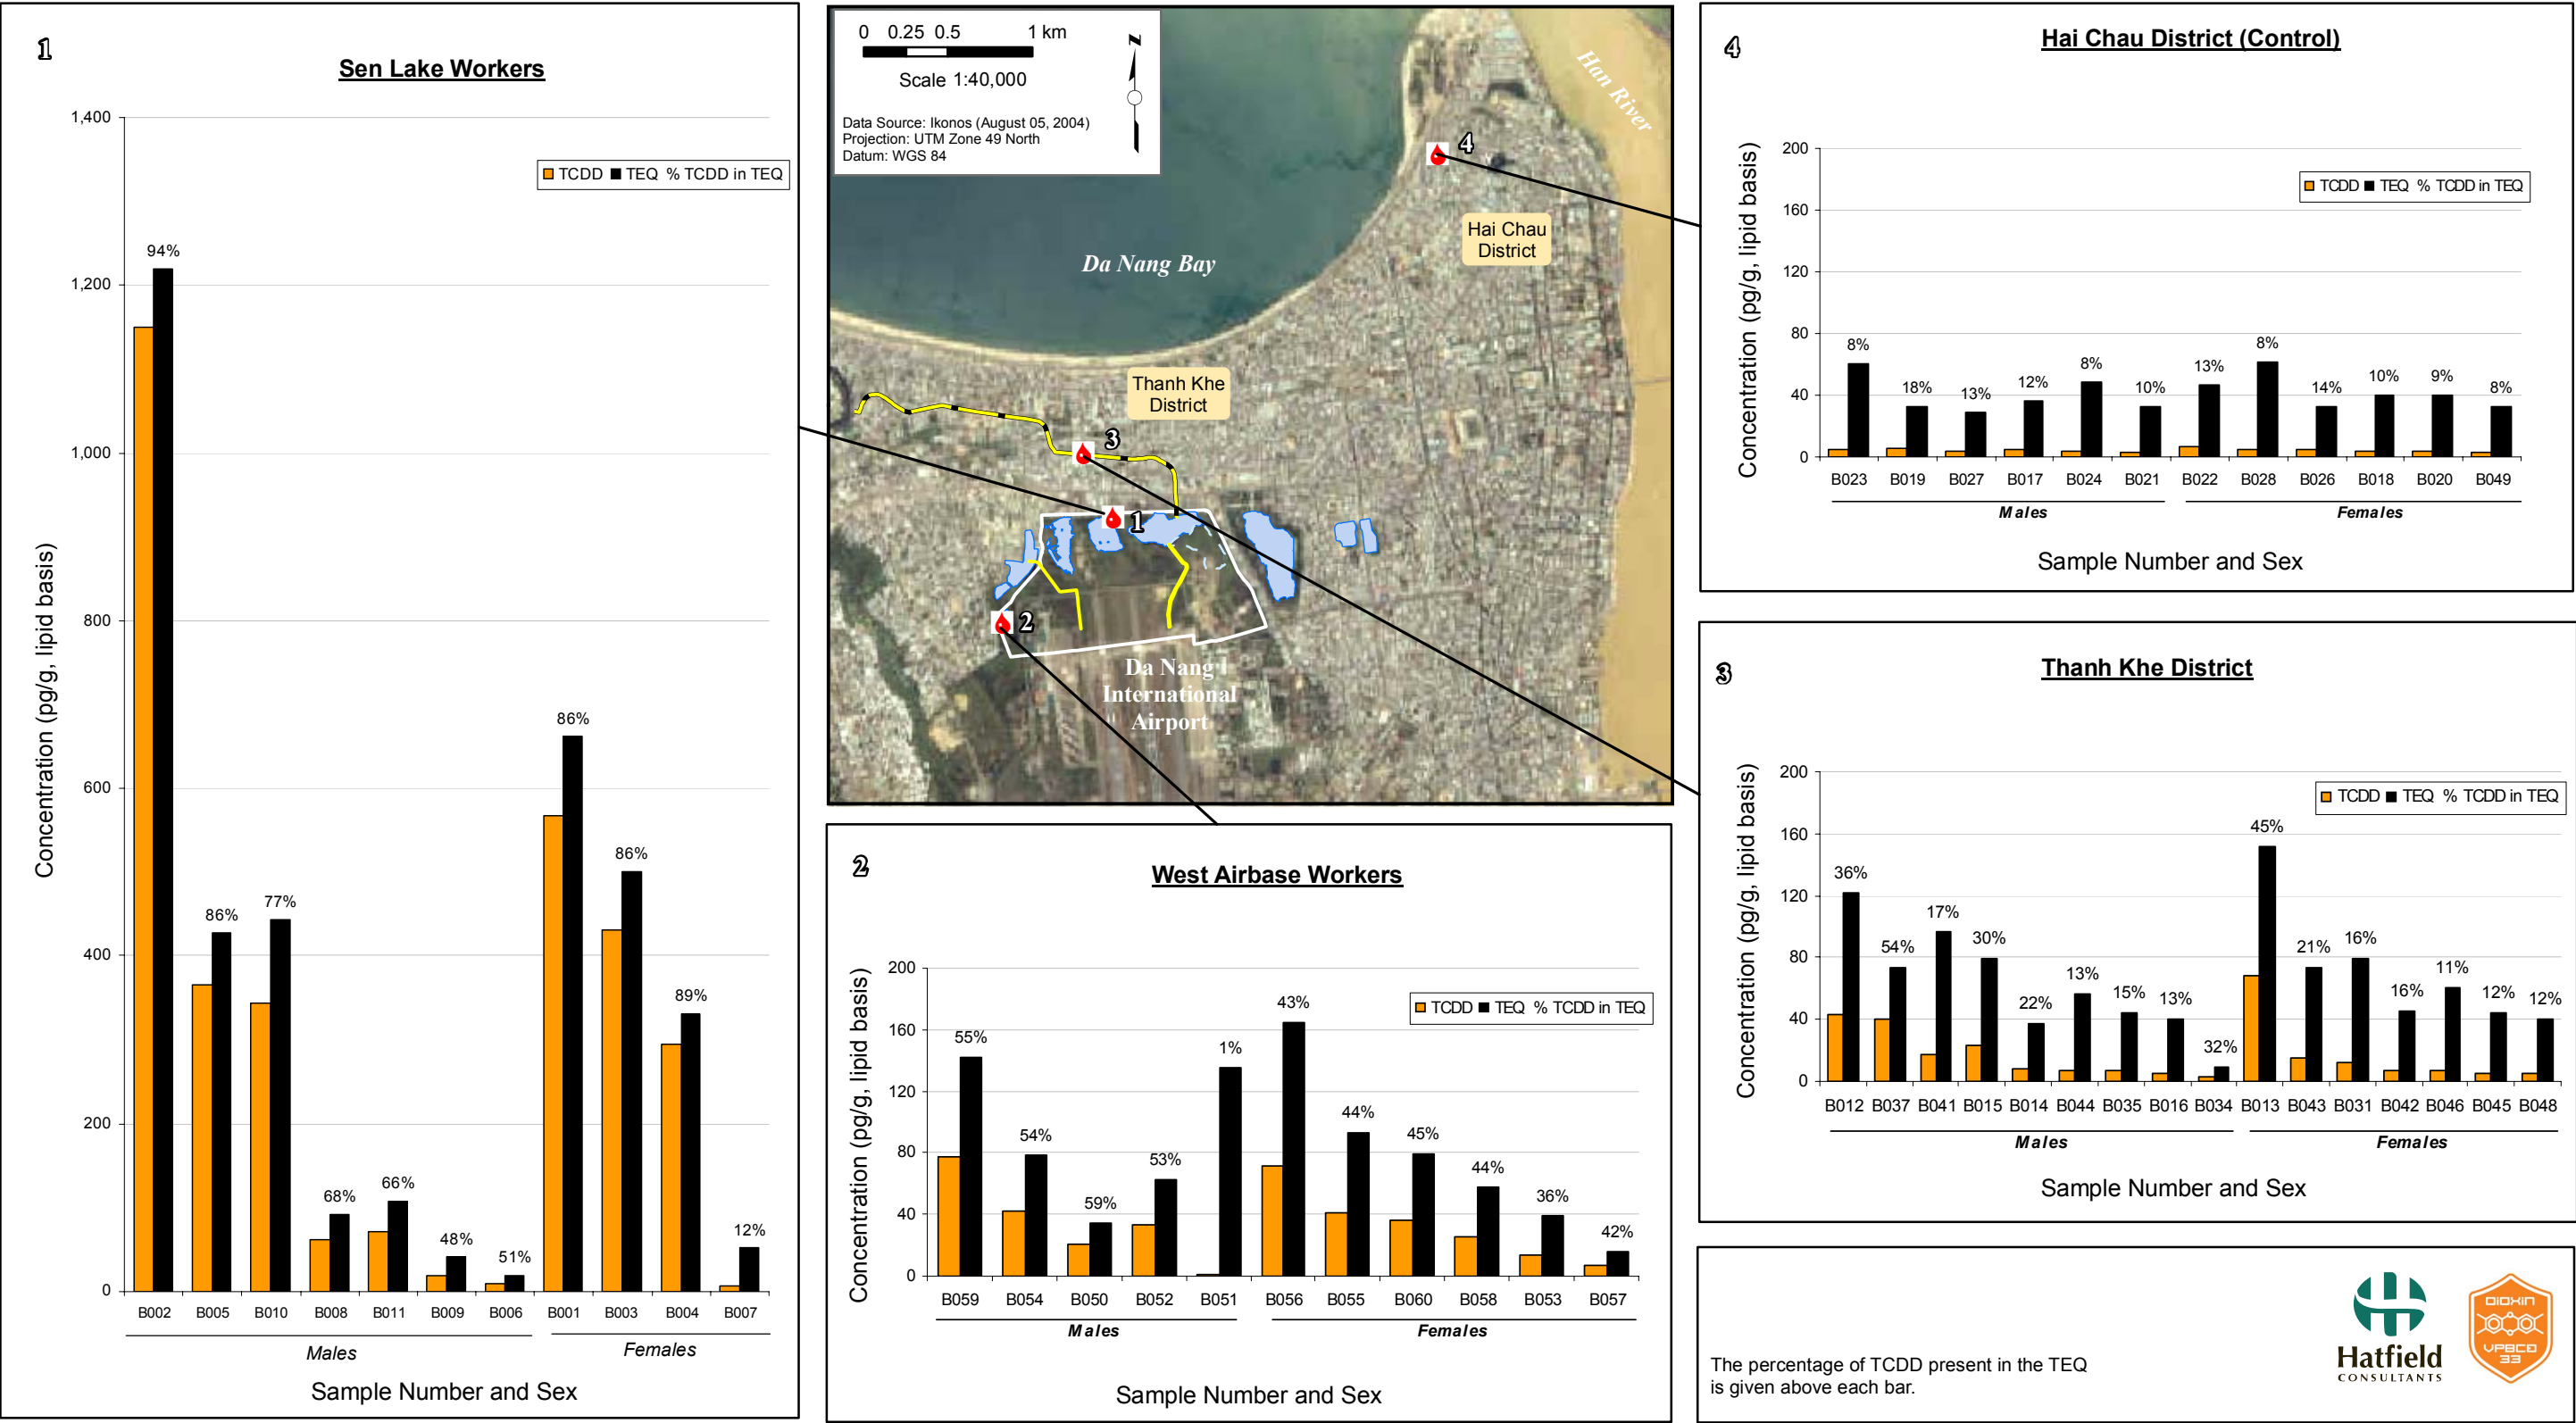 1
Sen Lake Workers
1,400
1,200
1,000
800
600
400
200
0
Concentration (pg/g, lipid basis)
TCDD TEQ % TCDD in TEQ
94%
86%
77%
68%
66%
48%
51%
86%
86%
89%
12%
B002 B005 B010 B008 B011 B009 B006 B001 B003 B004 B007
Males Females
Sample Number and Sex
0 0.25 0.5 1 km
Scale 1:40,000
Data Source: Ikonos (August 05, 2004)
Projection: UTM Zone 49 North
Datum: WGS 84
N
Han River
4
Hai Chau
District
Da Nang Bay
Thanh Khe
District
3
1
2
Da Nang
International
Airport
2
West Airbase Workers
200
160
120
80
40
0
Concentration (pg/g, lipid basis)
TCDD TEQ % TCDD in TEQ
55%
54%
59%
53%
1%
43%
44%
45%
44%
36%
42%
B059 B054 B050 B052 B051 B056 B055 B060 B058 B053 B057
Males Females
Sample Number and Sex
4
Hai Chau District (Control)
200
160
120
80
40
0
Concentration (pg/g, lipid basis)
TCDD TEQ % TCDD in TEQ
8%
18%
13%
12%
8%
10%
13%
8%
14%
10%
9%
8%
B023 B019 B027 B017 B024 B021 B022 B028 B026 B018 B020 B049
Males Females
Sample Number and Sex
3
Thanh Khe District
200
160
120
80
40
0
Concentration (pg/g, lipid basis)
TCDD TEQ % TCDD in TEQ
36%
54%
17%
30%
22%
13%
15%
13%
32%
45%
21%
16%
16%
11%
12%
12%
B012 B037 B041 B015 B014 B044 B035 B016 B034 B013 B043 B031 B042 B046 B045 B048
Males Females
Sample Number and Sex
The percentage of TCDD present in the TEQ
is given above each bar.
Hatfield
CONSULTANTS
DIOXIN
VPBCĐ
33